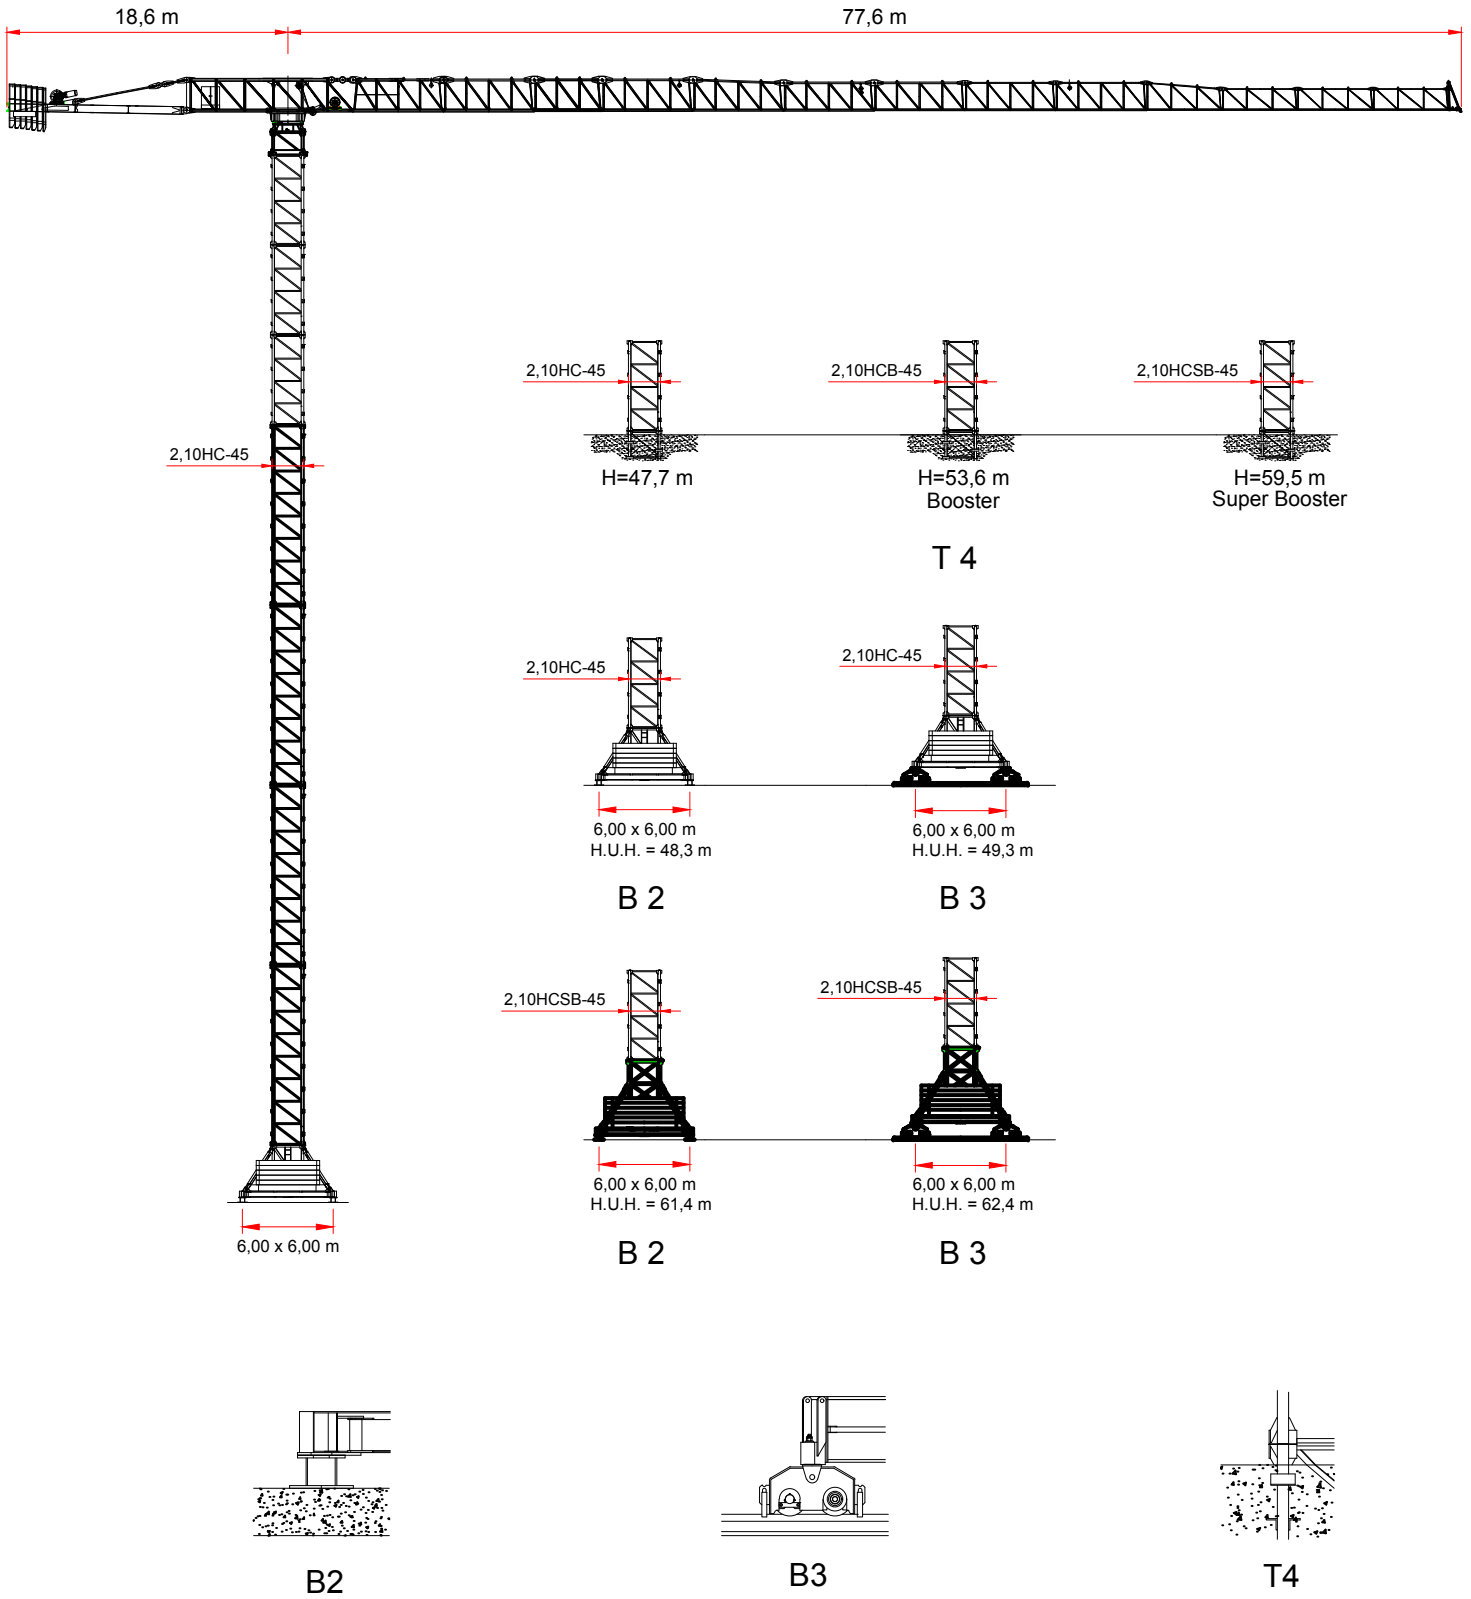 18,6 m
77,6 m
2,10HC-45
2,10HCB-45
2,10HCSB-45
2,10HC-45
H=47,7 m
H=53,6 m
Booster
H=59,5 m
Super Booster
T 4
2,10HC-45
2,10HC-45
6,00 x 6,00 m
H.U.H. = 48,3 m
6,00 x 6,00 m
H.U.H. = 49,3 m
B 2
B 3
2,10HCSB-45
2,10HCSB-45
6,00 x 6,00 m
H.U.H. = 61,4 m
6,00 x 6,00 m
H.U.H. = 62,4 m
6,00 x 6,00 m
B 2
B 3
B2
B3
T4